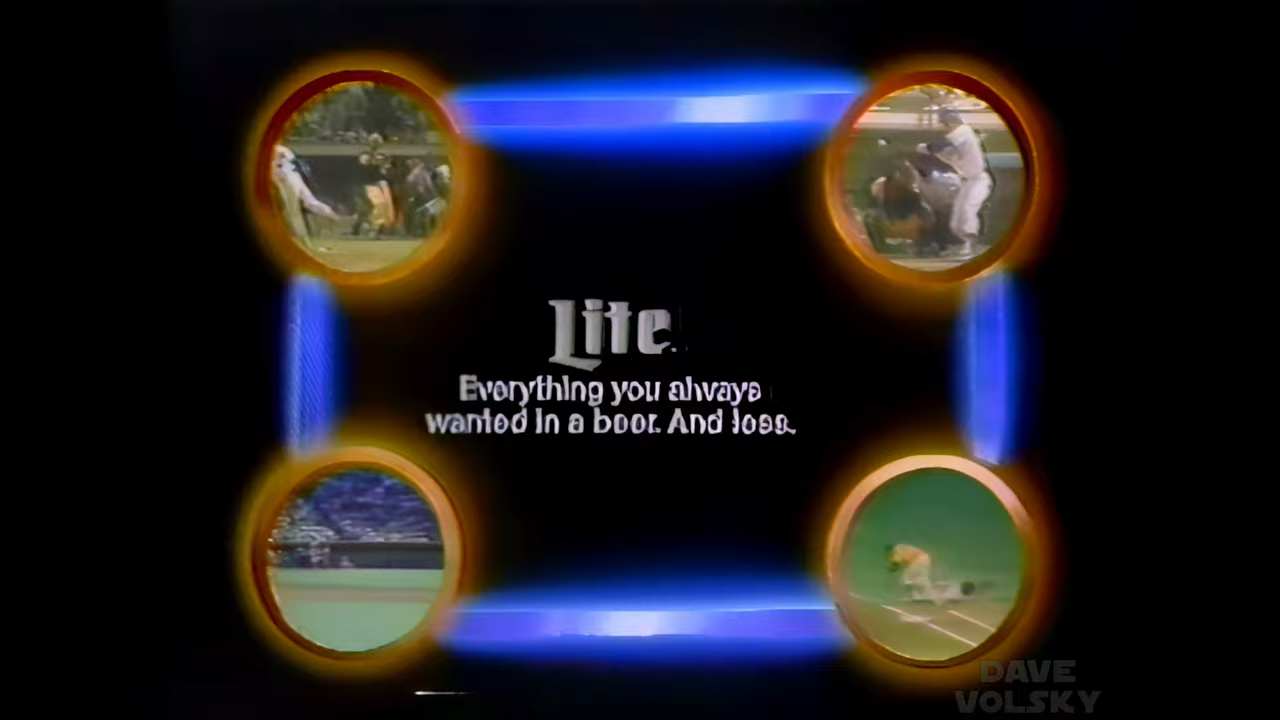 Lite.
Everything you always
wanted in a beer. And less.
DAVE
VOLSKY